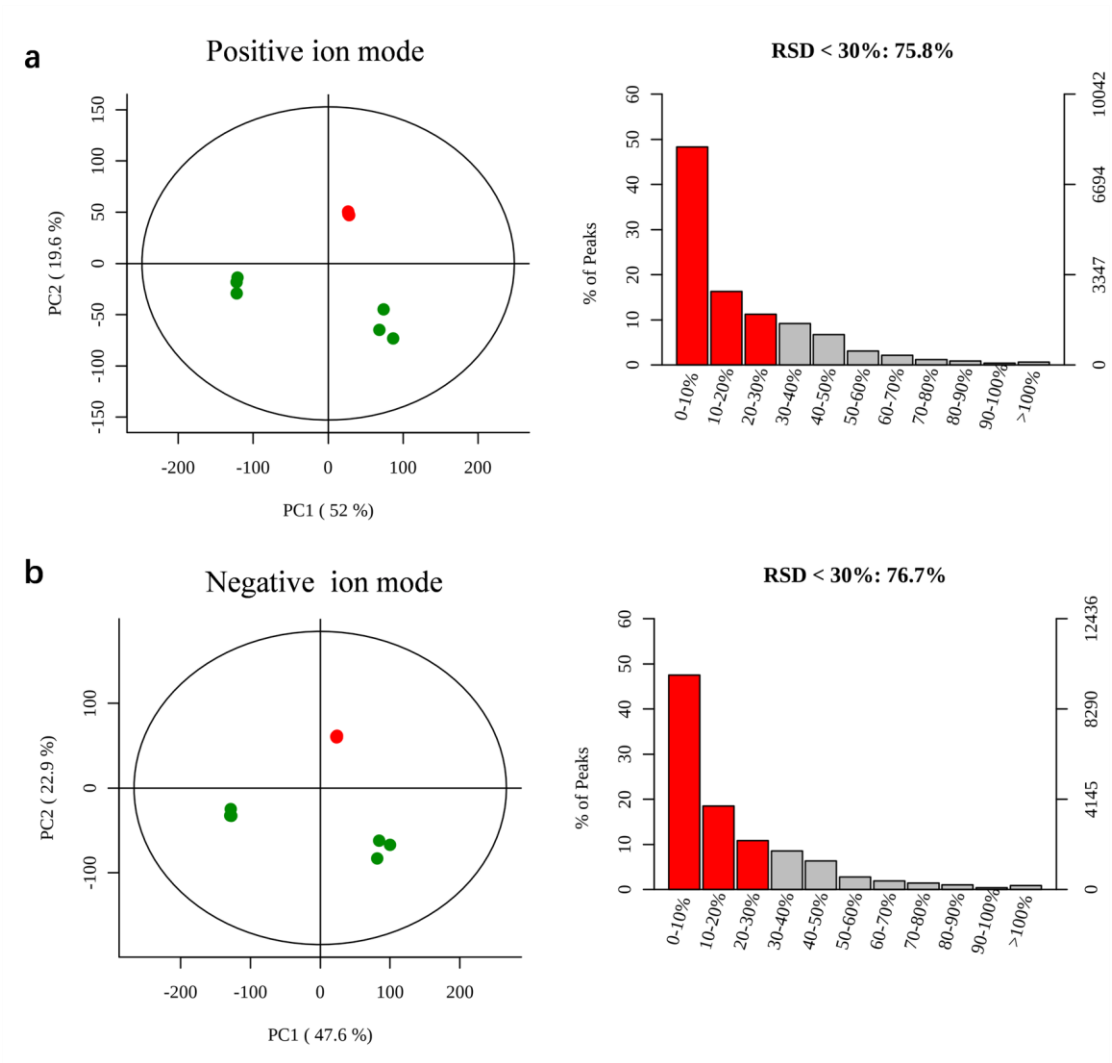 a
Positive ion mode
150
100
50
0
-50
-100
-150
PC2 ( 19.6 %)
-200 -100 0 100 200
PC1 ( 52 %)
RSD < 30%: 75.8%
60
50
40
30
20
10
0
% of Peaks
10042
6694
3347
0
0-10% 10-20% 20-30% 30-40% 40-50% 50-60% 60-70% 70-80% 80-90% 90-100% >100%
b
Negative ion mode
100
0
-100
PC2 ( 22.9 %)
-200 -100 0 100 200
PC1 ( 47.6 %)
RSD < 30%: 76.7%
60
50
40
30
20
10
0
% of Peaks
12436
8290
4145
0
0-10% 10-20% 20-30% 30-40% 40-50% 50-60% 60-70% 70-80% 80-90% 90-100% >100%